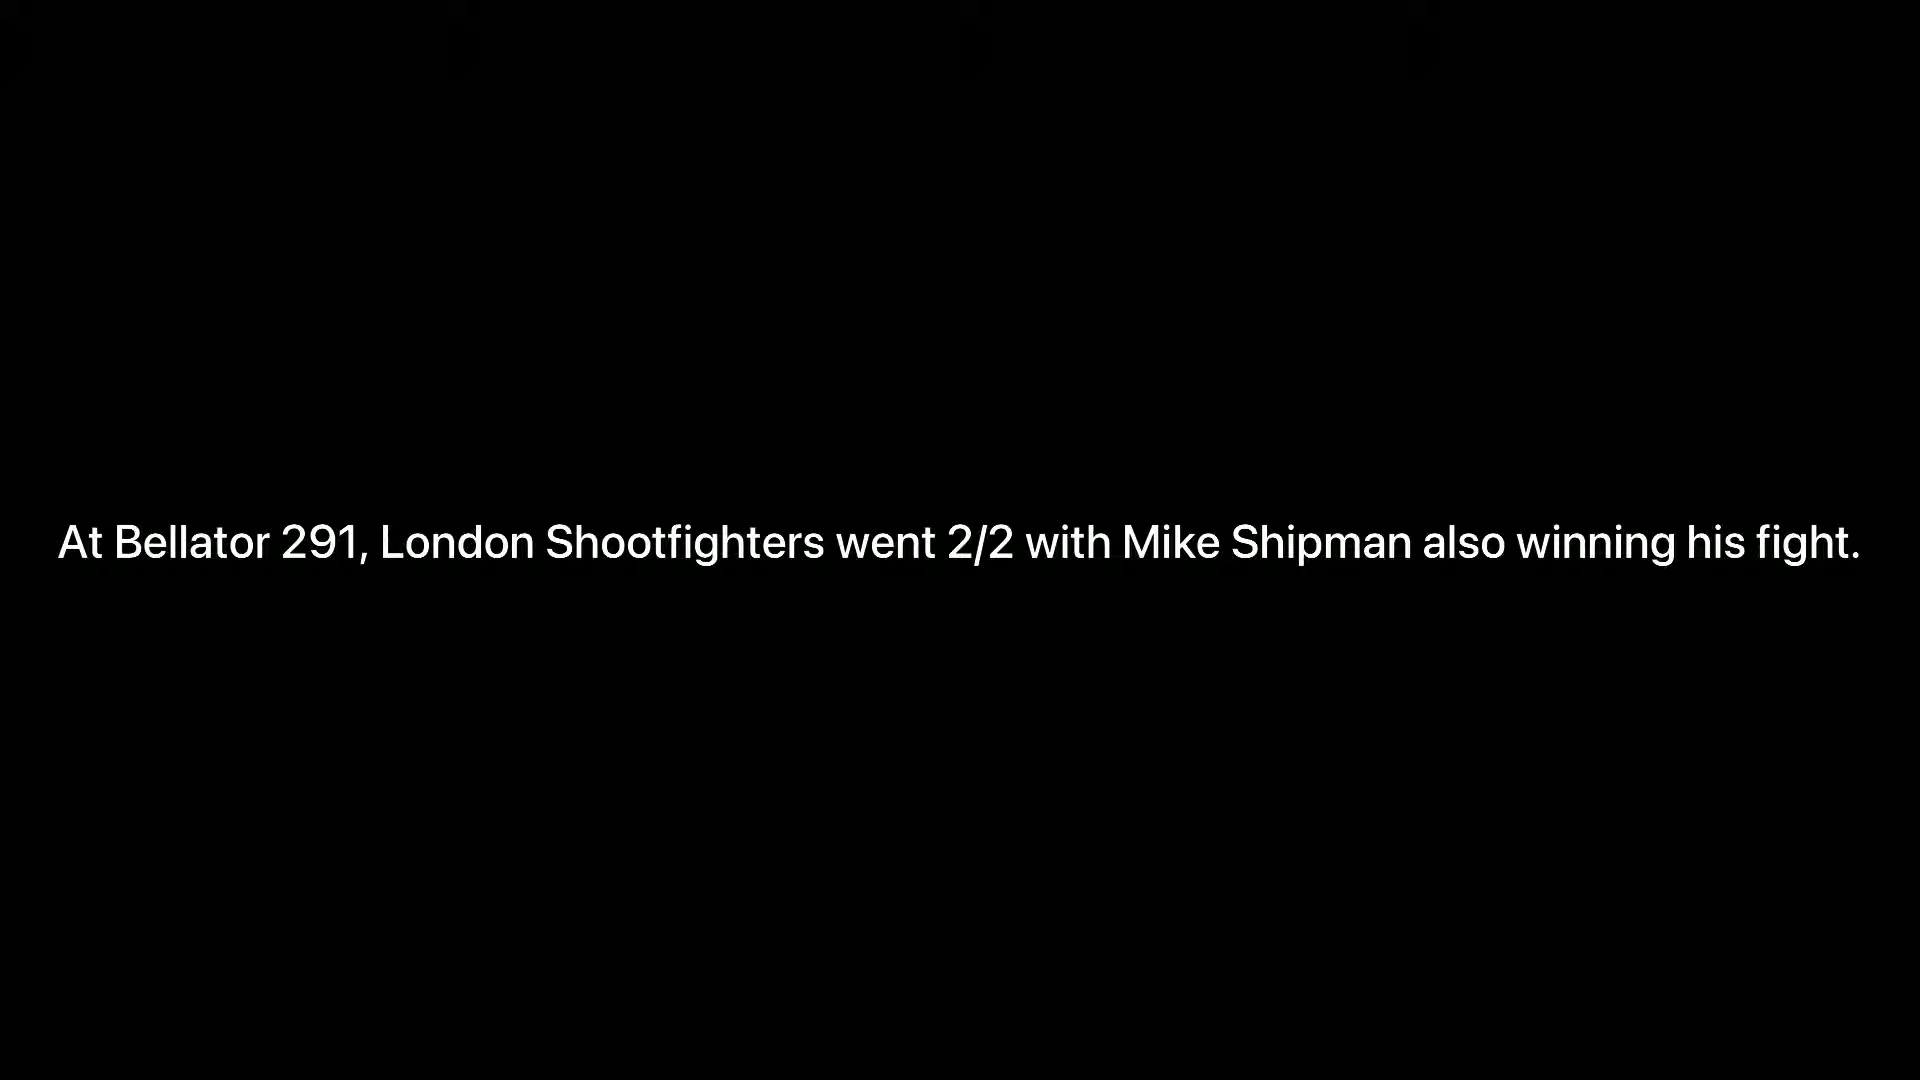 At Bellator 291, London Shootfighters went 2/2 with Mike Shipman also winning his fight.